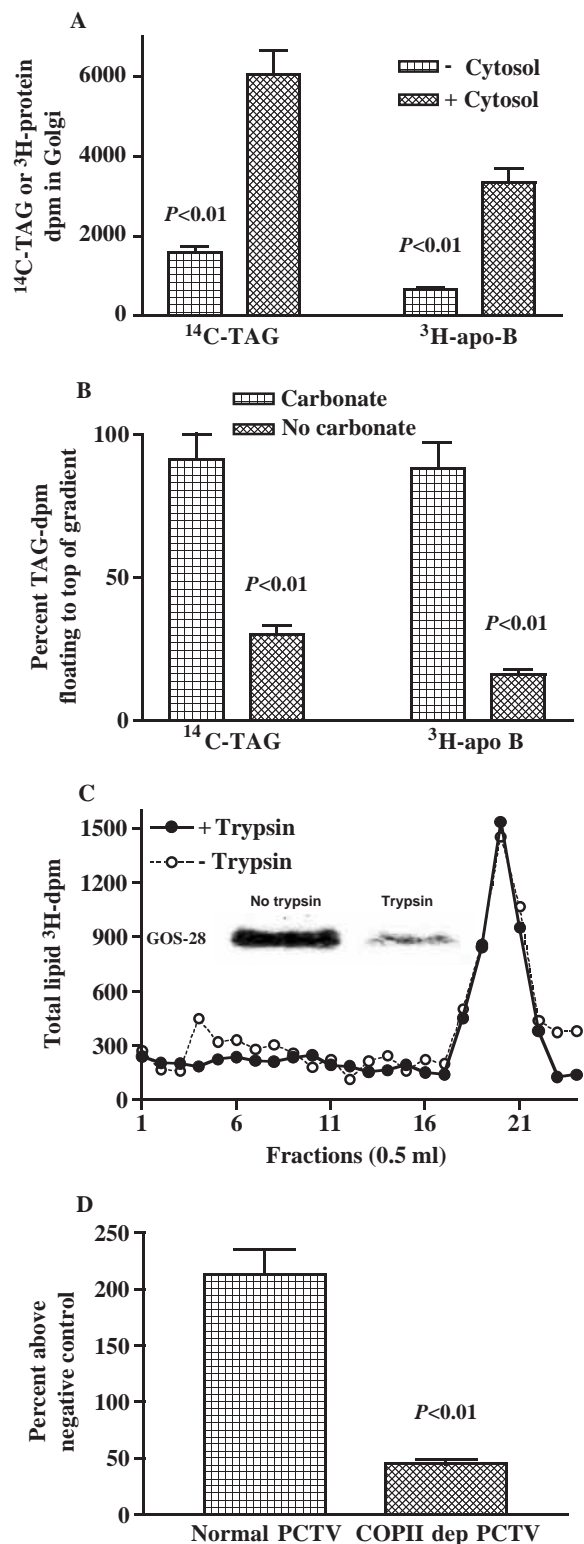 A
¹⁴C-TAG or ³H-protein
dpm in Golgi
6000
4000
2000
0
- Cytosol
+ Cytosol
P<0.01
P<0.01
¹⁴C-TAG
³H-apo-B
B
Percent TAG-dpm
floating to top of gradient
100
50
0
Carbonate
No carbonate
P<0.01
P<0.01
¹⁴C-TAG
³H-apo B
C
Total lipid ³H-dpm
1500
1200
900
600
300
0
+ Trypsin
- Trypsin
No trypsin Trypsin
GOS-28
1 6 11 16 21
Fractions (0.5 ml)
D
Percent above
negative control
250
200
150
100
50
0
P<0.01
Normal PCTV COPII dep PCTV